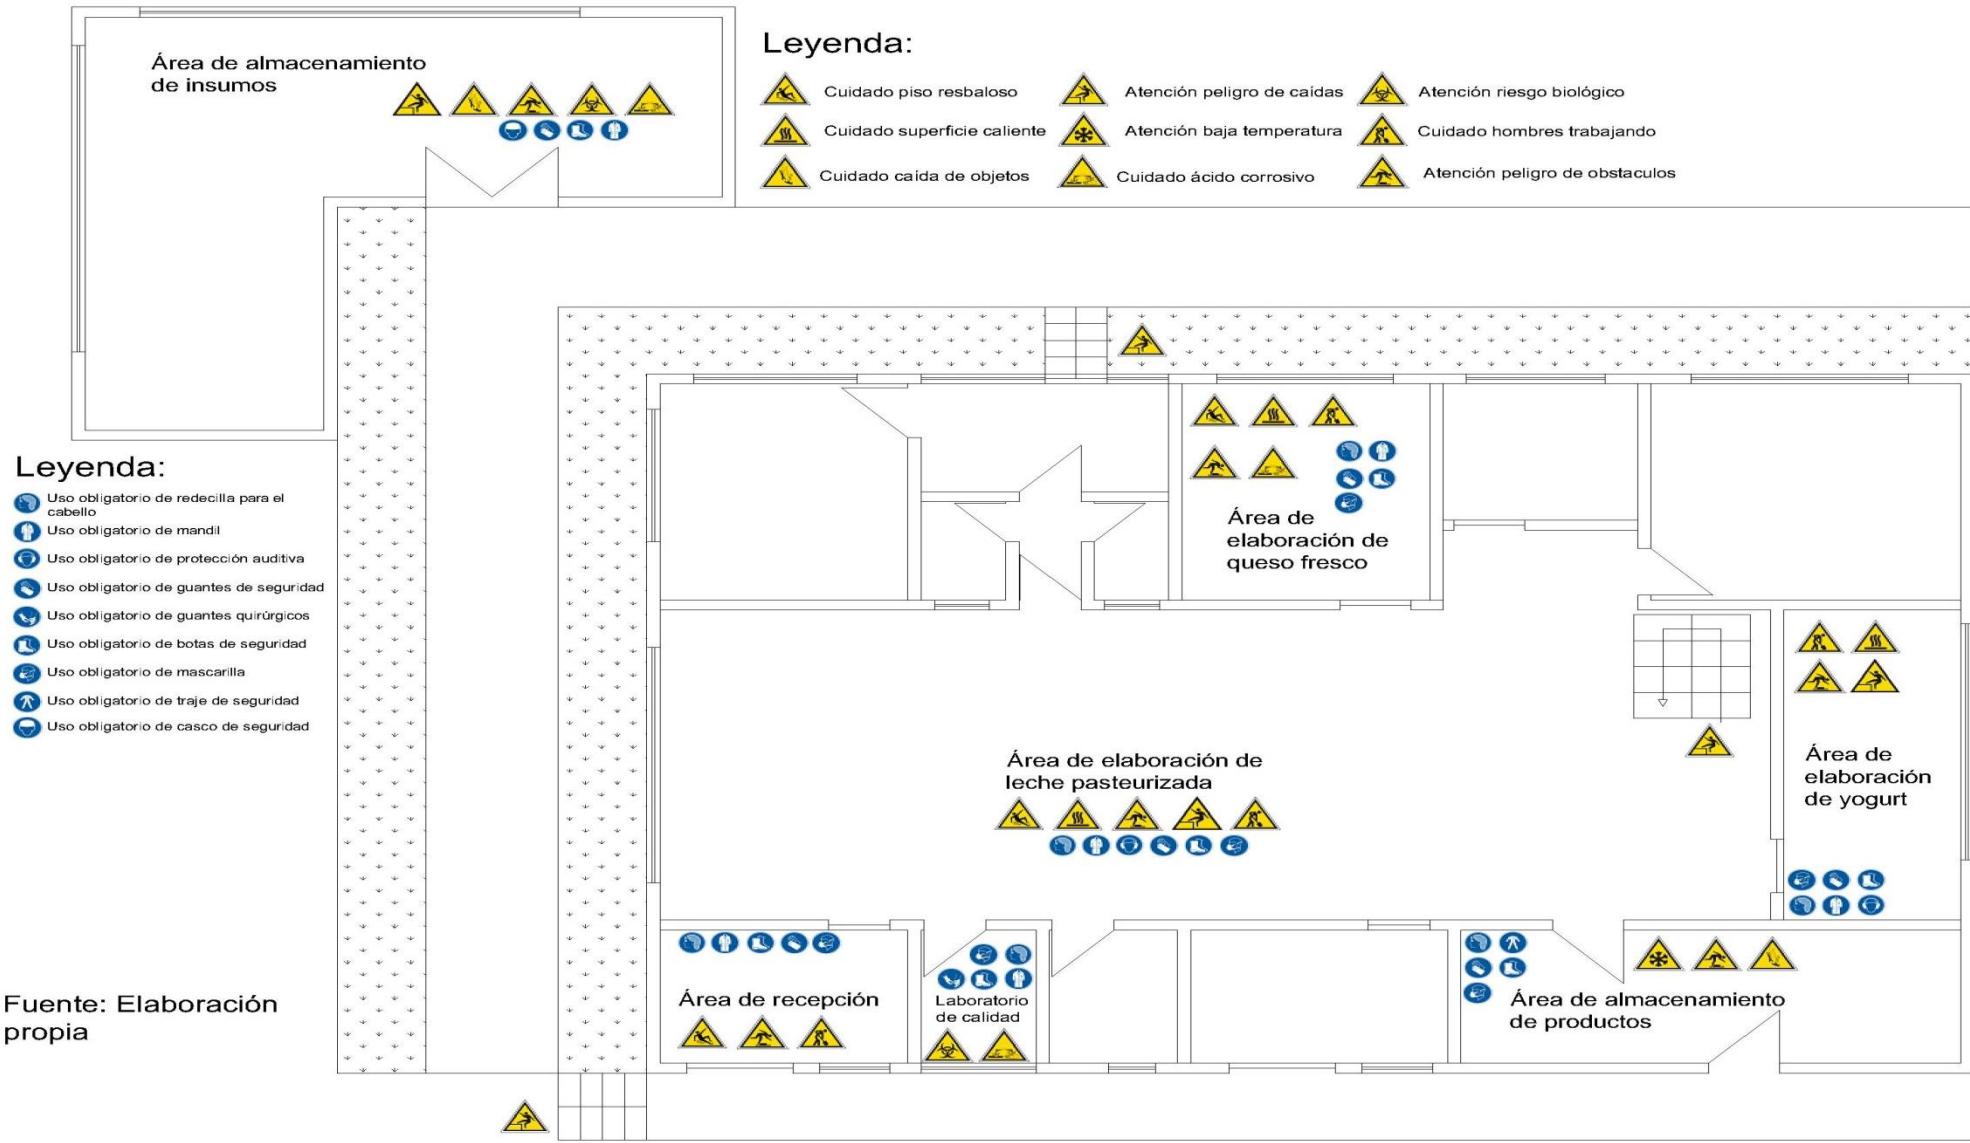 Área de almacenamiento
de insumos
Leyenda:
Cuidado piso resbaloso
Atención peligro de caídas
Atención riesgo biológico
Cuidado superficie caliente
Atención baja temperatura
Cuidado hombres trabajando
Cuidado caída de objetos
Cuidado ácido corrosivo
Atención peligro de obstaculos
Leyenda:
Uso obligatorio de redecilla para el
cabello
Uso obligatorio de mandil
Uso obligatorio de protección auditiva
Uso obligatorio de guantes de seguridad
Uso obligatorio de guantes quirúrgicos
Uso obligatorio de botas de seguridad
Uso obligatorio de mascarilla
Uso obligatorio de traje de seguridad
Uso obligatorio de casco de seguridad
Área de
elaboración de
queso fresco
Área de elaboración de
leche pasteurizada
Área de
elaboración
de yogurt
Área de recepción
Laboratorio
de calidad
Área de almacenamiento
de productos
Fuente: Elaboración
propia